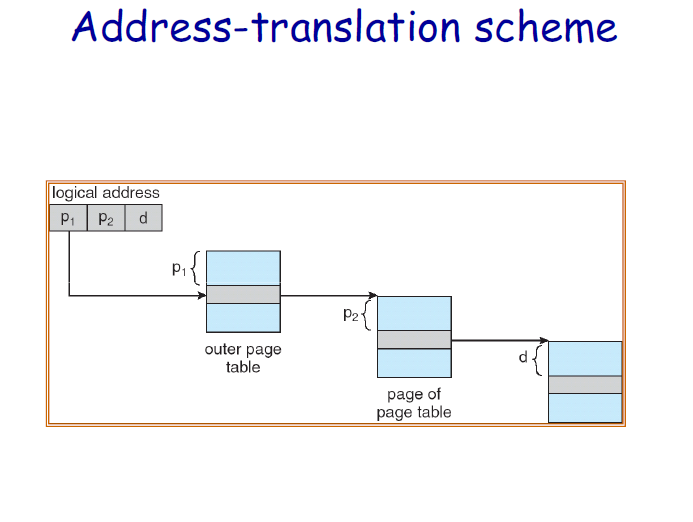 Address-translation scheme
logical address
p₁ p₂ d
p₁
outer page
table
p₂
page of
page table
d